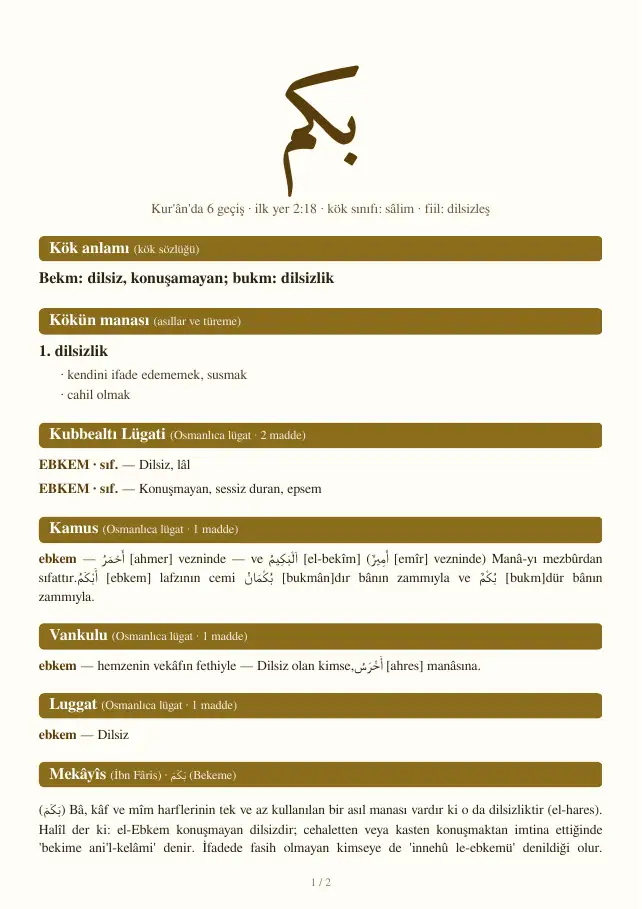 بكم
Kur'ân'da 6 geçiş · ilk yer 2:18 · kök sınıfı: sâlim · fiil: dilsizleş
Kök anlamı (kök sözlüğü)
Bekm: dilsiz, konuşamayan; bukm: dilsizlik
Kökün manası (asıllar ve türeme)
1. dilsizlik
· kendini ifade edememek, susmak
· cahil olmak
Kubbealtı Lügati (Osmanlıca lügat · 2 madde)
EBKEM · sıf. — Dilsiz, lâl
EBKEM · sıf. — Konuşmayan, sessiz duran, epsem
Kamus (Osmanlıca lügat · 1 madde)
ebkem — أَحْمَرُ [ahmer] vezninde — ve اَلْبَكِيمُ [el-bekîm] (أَمِيرٌ [emîr] vezninde) Manâ-yı mezbûrdan
sıfattır.أَبْكَمُ [ebkem] lafzının cemi بُكْمَانُ [bukmân]dır bânın zammıyla ve بُكْمٌ [bukm]dür bânın
zammıyla.
Vankulu (Osmanlıca lügat · 1 madde)
ebkem — hemzenin vekâfın fethiyle — Dilsiz olan kimse,أَخْرَسُ [ahres] manâsına.
Luggat (Osmanlıca lügat · 1 madde)
ebkem — Dilsiz
Mekâyîs (İbn Fâris) · بَكَمَ (Bekeme)
(بَكَمَ) Bâ, kâf ve mîm harflerinin tek ve az kullanılan bir asıl manası vardır ki o da dilsizliktir (el-hares).
Halîl der ki: el-Ebkem konuşmayan dilsizdir; cehaletten veya kasten konuşmaktan imtina ettiğinde
'bekime ani'l-kelâmi' denir. İfadede fasih olmayan kimseye de 'innehû le-ebkemü' denildiği olur.
1 / 2